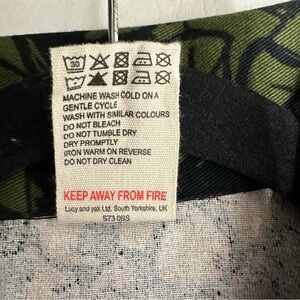 30
MACHINE WASH COLD ON A
GENTLE CYCLE
WASH WITH SIMILAR COLOURS
DO NOT BLEACH
DO NOT TUMBLE DRY
DRY PROMPTLY
IRON WARM ON REVERSE
DO NOT DRY CLEAN
KEEP AWAY FROM FIRE
Lucy and yak Ltd, South Yorkshire, UK
S73 0BS